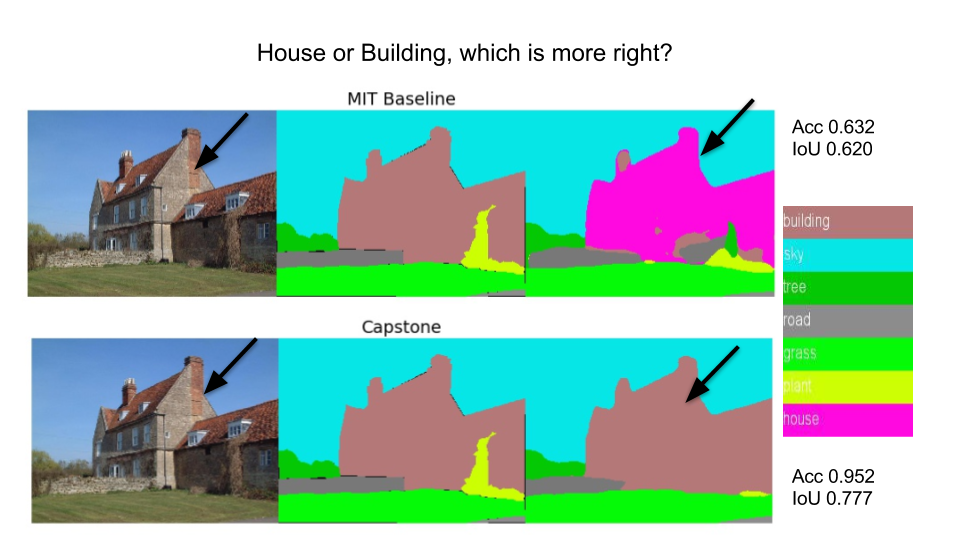 House or Building, which is more right?
MIT Baseline
Acc 0.632
IoU 0.620
building
sky
tree
road
grass
plant
house
Capstone
Acc 0.952
IoU 0.777